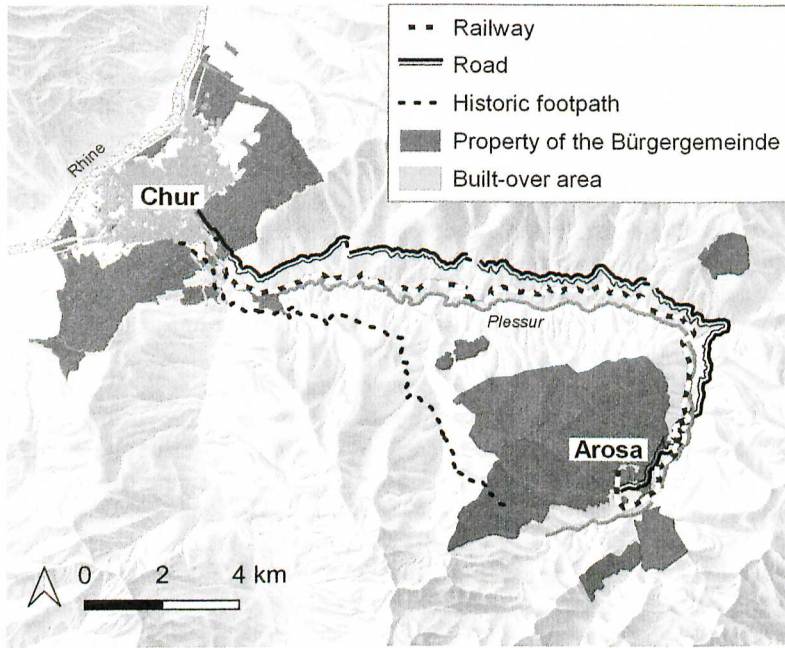 Railway
Road
Historic footpath
Property of the Bürgergemeinde
Built-over area
Rhine
Chur
Plessur
Arosa
0 2 4 km